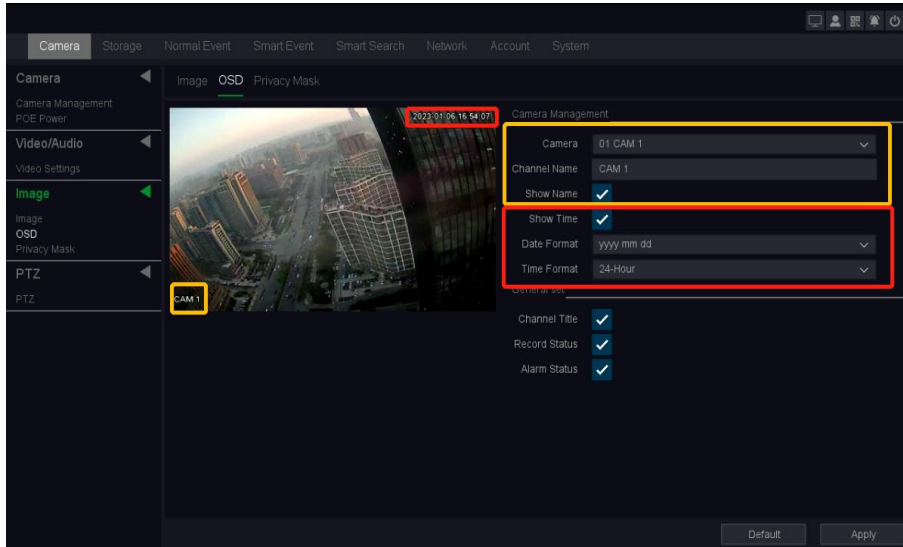 Camera Storage Normal Event Smart Event Smart Search Network Account System
Camera
Camera Management
POE Power
Video/Audio
Video Settings
Image
Image
OSD
Privacy Mask
PTZ
PTZ
Image OSD Privacy Mask
2023-01-06 16:54:07
CAM 1
Camera Management
Camera 01 CAM 1
Channel Name CAM 1
Show Name
Show Time
Date Format yyyy mm dd
Time Format 24-Hour
General set
Channel Title
Record Status
Alarm Status
Default Apply